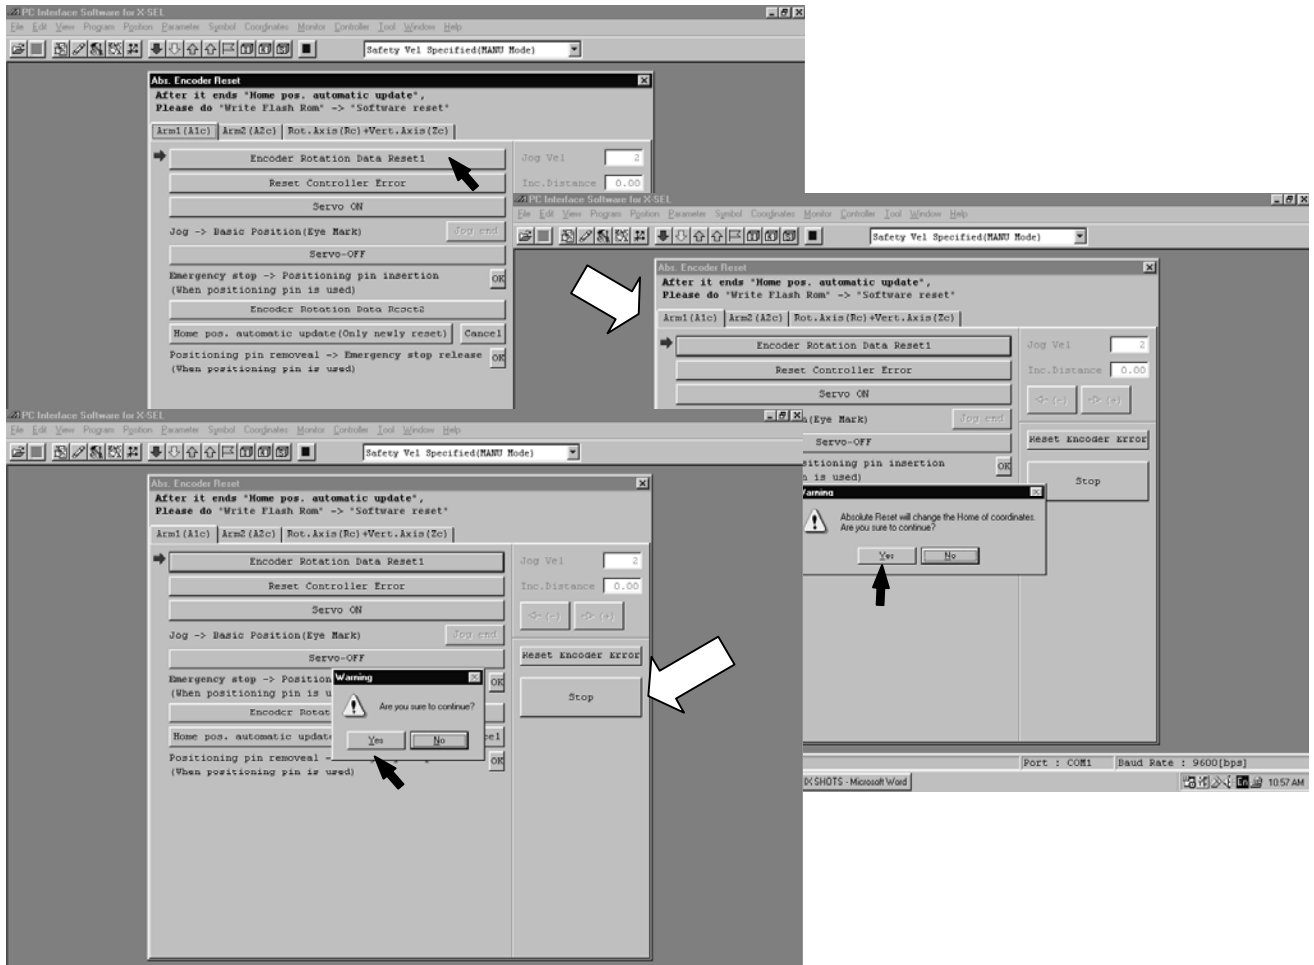 PC Interface Software for X-SEL
File Edit View Program Position Parameter Symbol Coordinates Monitor Controller Tool Window Help
Safety Vel Specified(MANU Mode)
Abs. Encoder Reset
After it ends "Home pos. automatic update",
Please do "Write Flash Rom" -> "Software reset"
Arm1(A1c) Arm2(A2c) Rot.Axis(Rc)+Vert.Axis(Zc)
Encoder Rotation Data Reset1
Jog Vel 2
Reset Controller Error
Inc.Distance 0.00
Servo ON
Jog -> Basic Position(Eye Mark) Jog end
Servo-OFF
Emergency stop -> Positioning pin insertion
(When positioning pin is used)
OK
Encoder Rotation Data Reset2
Home pos. automatic update(Only newly reset) Cancel
Positioning pin removeal -> Emergency stop release
(When positioning pin is used)
OK
PC Interface Software for X-SEL
File Edit View Program Position Parameter Symbol Coordinates Monitor Controller Tool Window Help
Safety Vel Specified(MANU Mode)
Abs. Encoder Reset
After it ends "Home pos. automatic update",
Please do "Write Flash Rom" -> "Software reset"
Arm1(A1c) Arm2(A2c) Rot.Axis(Rc)+Vert.Axis(Zc)
Encoder Rotation Data Reset1
Jog Vel 2
Reset Controller Error
Inc.Distance 0.00
Servo ON
(-) (+)
(Eye Mark) Jog end
Servo-OFF
Reset Encoder Error
sitioning pin insertion
n is used)
OK
Stop
Warning
Absolute Reset will change the Home of coordinates.
Are you sure to continue?
Yes No
Port : COM1 Baud Rate : 9600[bps]
SHOTS - Microsoft Word
En 10:57 AM
PC Interface Software for X-SEL
File Edit View Program Position Parameter Symbol Coordinates Monitor Controller Tool Window Help
Safety Vel Specified(MANU Mode)
Abs. Encoder Reset
After it ends "Home pos. automatic update",
Please do "Write Flash Rom" -> "Software reset"
Arm1(A1c) Arm2(A2c) Rot.Axis(Rc)+Vert.Axis(Zc)
Encoder Rotation Data Reset1
Jog Vel 2
Reset Controller Error
Inc.Distance 0.00
Servo ON
(-) (+)
Jog -> Basic Position(Eye Mark) Jog end
Servo-OFF
Reset Encoder Error
Emergency stop -> Position
(When positioning pin is u
OK
Stop
Encoder Rotat
Home pos. automatic updat cel
Warning
Are you sure to continue?
Yes No
Positioning pin removeal -
(When positioning pin is used)
OK